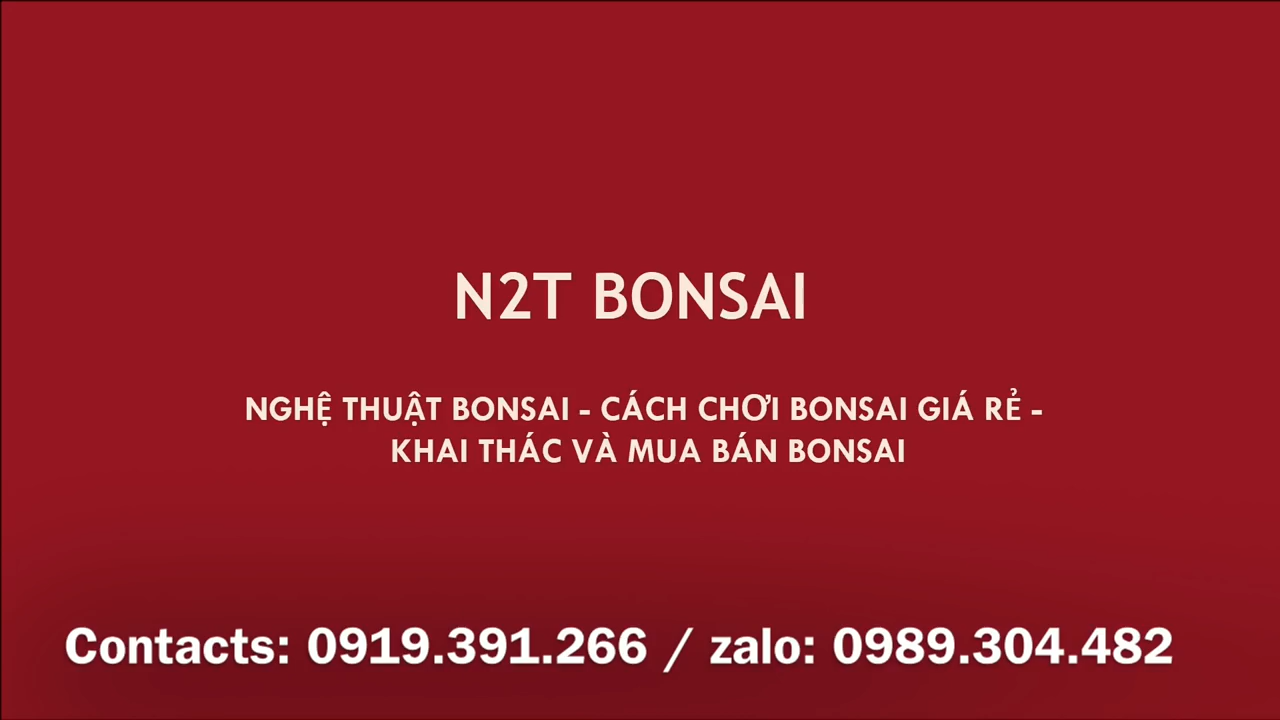 N2T BONSAI
NGHỆ THUẬT BONSAI - CÁCH CHƠI BONSAI GIÁ RẺ -
KHAI THÁC VÀ MUA BÁN BONSAI
Contacts: 0919.391.266 / zalo: 0989.304.482